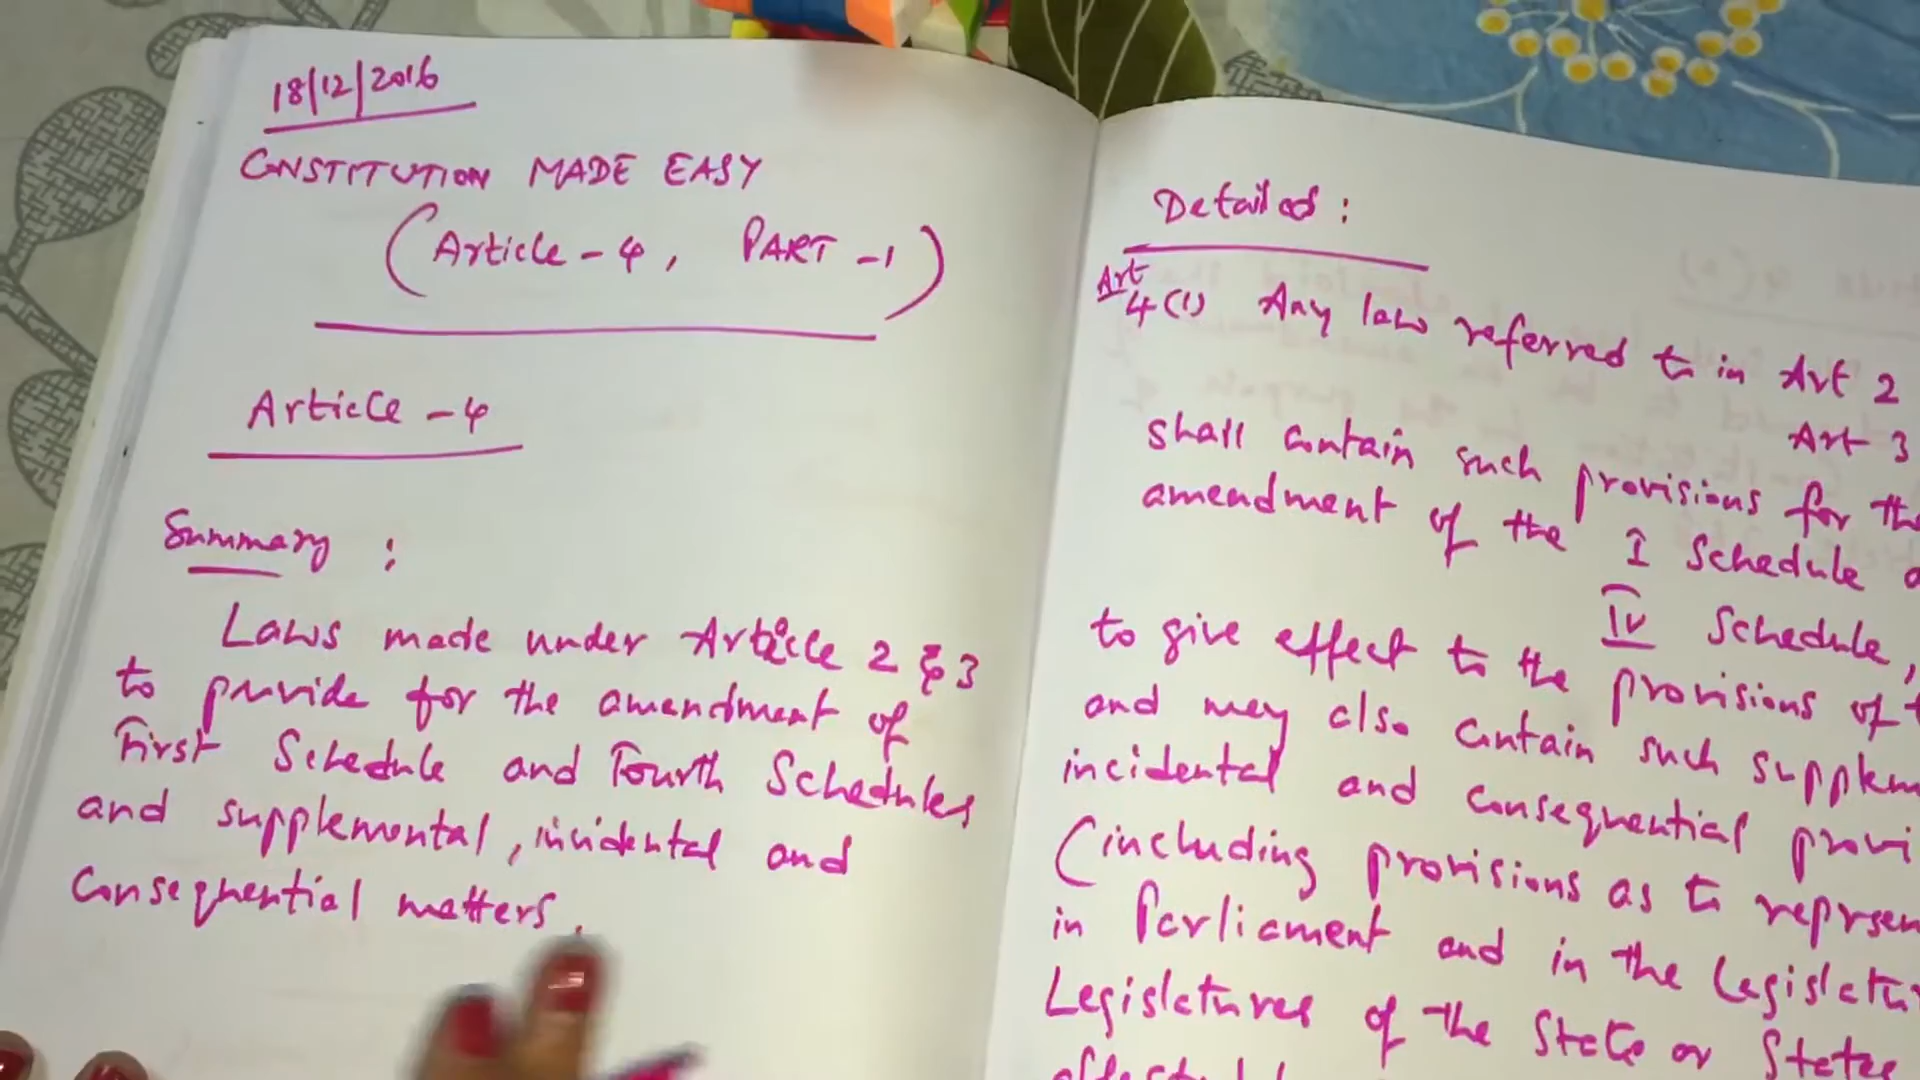 18/12/2016
CONSTITUTION MADE EASY
(Article - 4, PART - 1)
Article - 4
Summary :
Laws made under Article 2 & 3
to provide for the amendment of
First Schedule and Fourth Schedules
and supplemental, incidental and
Consequential matters.
Detailed :
Art 4(1) Any law referred to in Art 2
Art 3
shall contain such provisions for the
amendment of the I Schedule
IV Schedule,
to give effect to the provisions of
and may also contain such
incidental and consequential
(including provisions as to
in Parliament and in the
Legislatures of the State or States